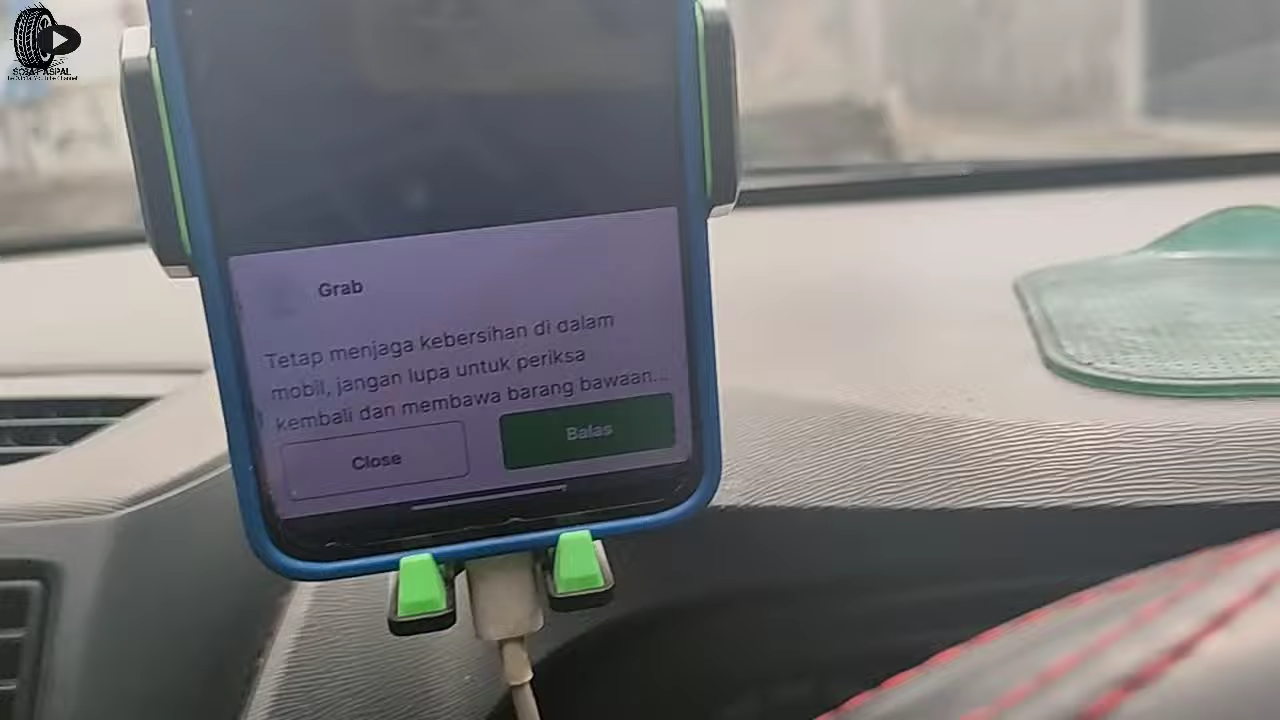 Grab
Tetap menjaga kebersihan di dalam
mobil, jangan lupa untuk periksa
kembali dan membawa barang bawaan...
Close
Balas